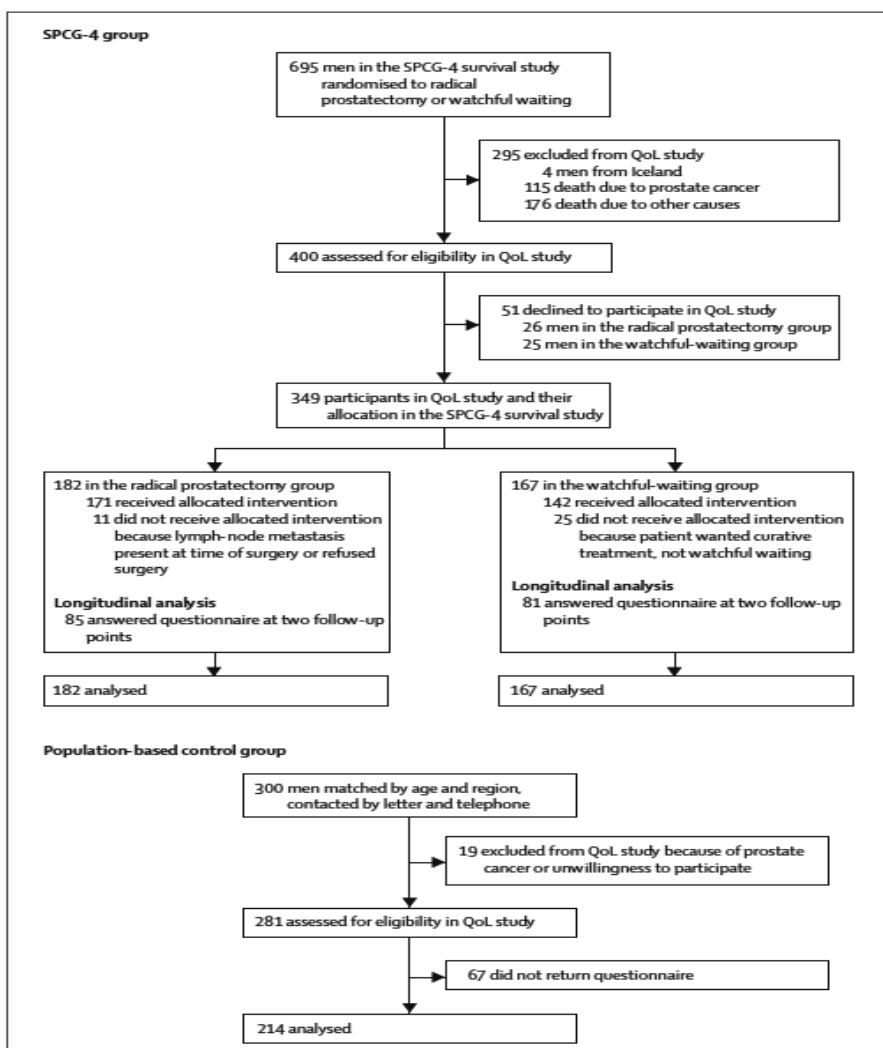 SPCG-4 group
695 men in the SPCG-4 survival study
randomised to radical
prostatectomy or watchful waiting
295 excluded from QoL study
4 men from Iceland
115 death due to prostate cancer
176 death due to other causes
400 assessed for eligibility in QoL study
51 declined to participate in QoL study
26 men in the radical prostatectomy group
25 men in the watchful-waiting group
349 participants in QoL study and their
allocation in the SPCG-4 survival study
182 in the radical prostatectomy group
171 received allocated intervention
11 did not receive allocated intervention
because lymph-node metastasis
present at time of surgery or refused
surgery
Longitudinal analysis
85 answered questionnaire at two follow-up
points
167 in the watchful-waiting group
142 received allocated intervention
25 did not receive allocated intervention
because patient wanted curative
treatment, not watchful waiting
Longitudinal analysis
81 answered questionnaire at two follow-up
points
182 analysed
167 analysed
Population-based control group
300 men matched by age and region,
contacted by letter and telephone
19 excluded from QoL study because of prostate
cancer or unwillingness to participate
281 assessed for eligibility in QoL study
67 did not return questionnaire
214 analysed